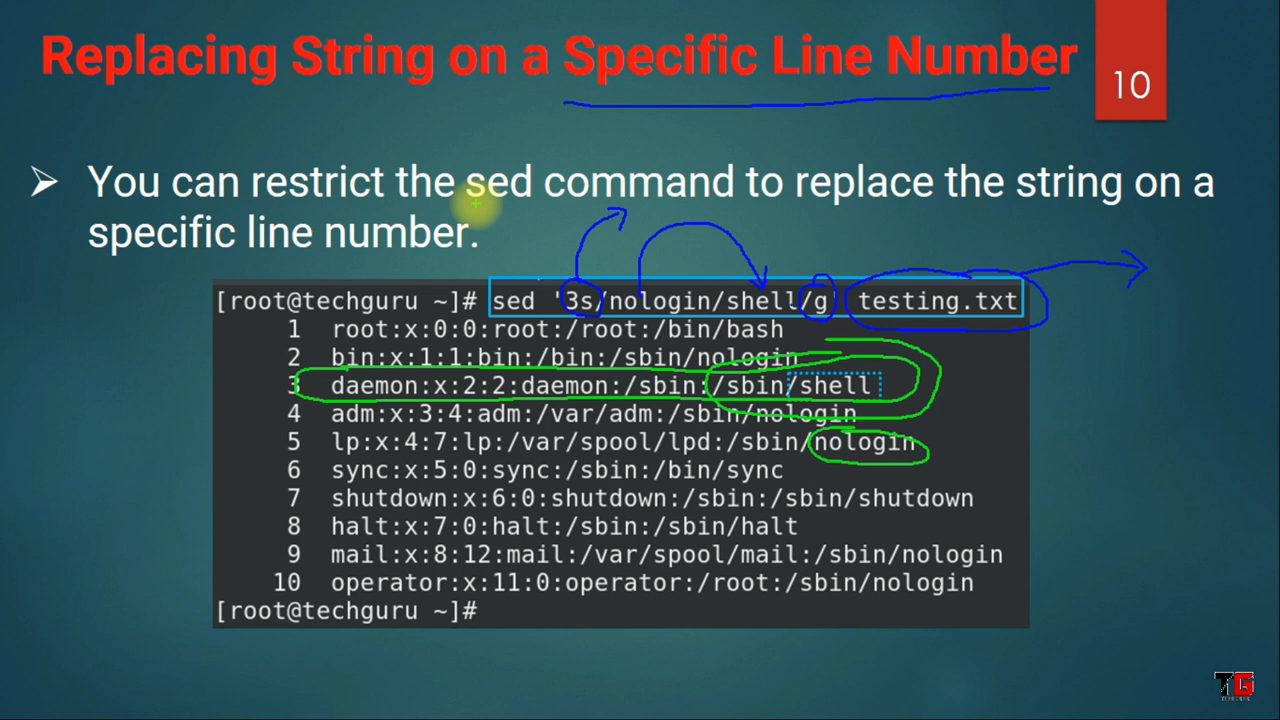 Replacing String on a Specific Line Number
10
➢ You can restrict the sed command to replace the string on a
specific line number.
[root@techguru ~]# sed '3s/nologin/shell/g testing.txt
1 root:x:0:0:root:/root:/bin/bash
2 bin:x:1:1:bin:/bin:/sbin/nologin
3 daemon:x:2:2:daemon:/sbin:/sbin/shell
4 adm:x:3:4:adm:/var/adm:/sbin/nologin
5 lp:x:4:7:lp:/var/spool/lpd:/sbin/nologin
6 sync:x:5:0:sync:/sbin:/bin/sync
7 shutdown:x:6:0:shutdown:/sbin:/sbin/shutdown
8 halt:x:7:0:halt:/sbin:/sbin/halt
9 mail:x:8:12:mail:/var/spool/mail:/sbin/nologin
10 operator:x:11:0:operator:/root:/sbin/nologin
[root@techguru ~]#
TG